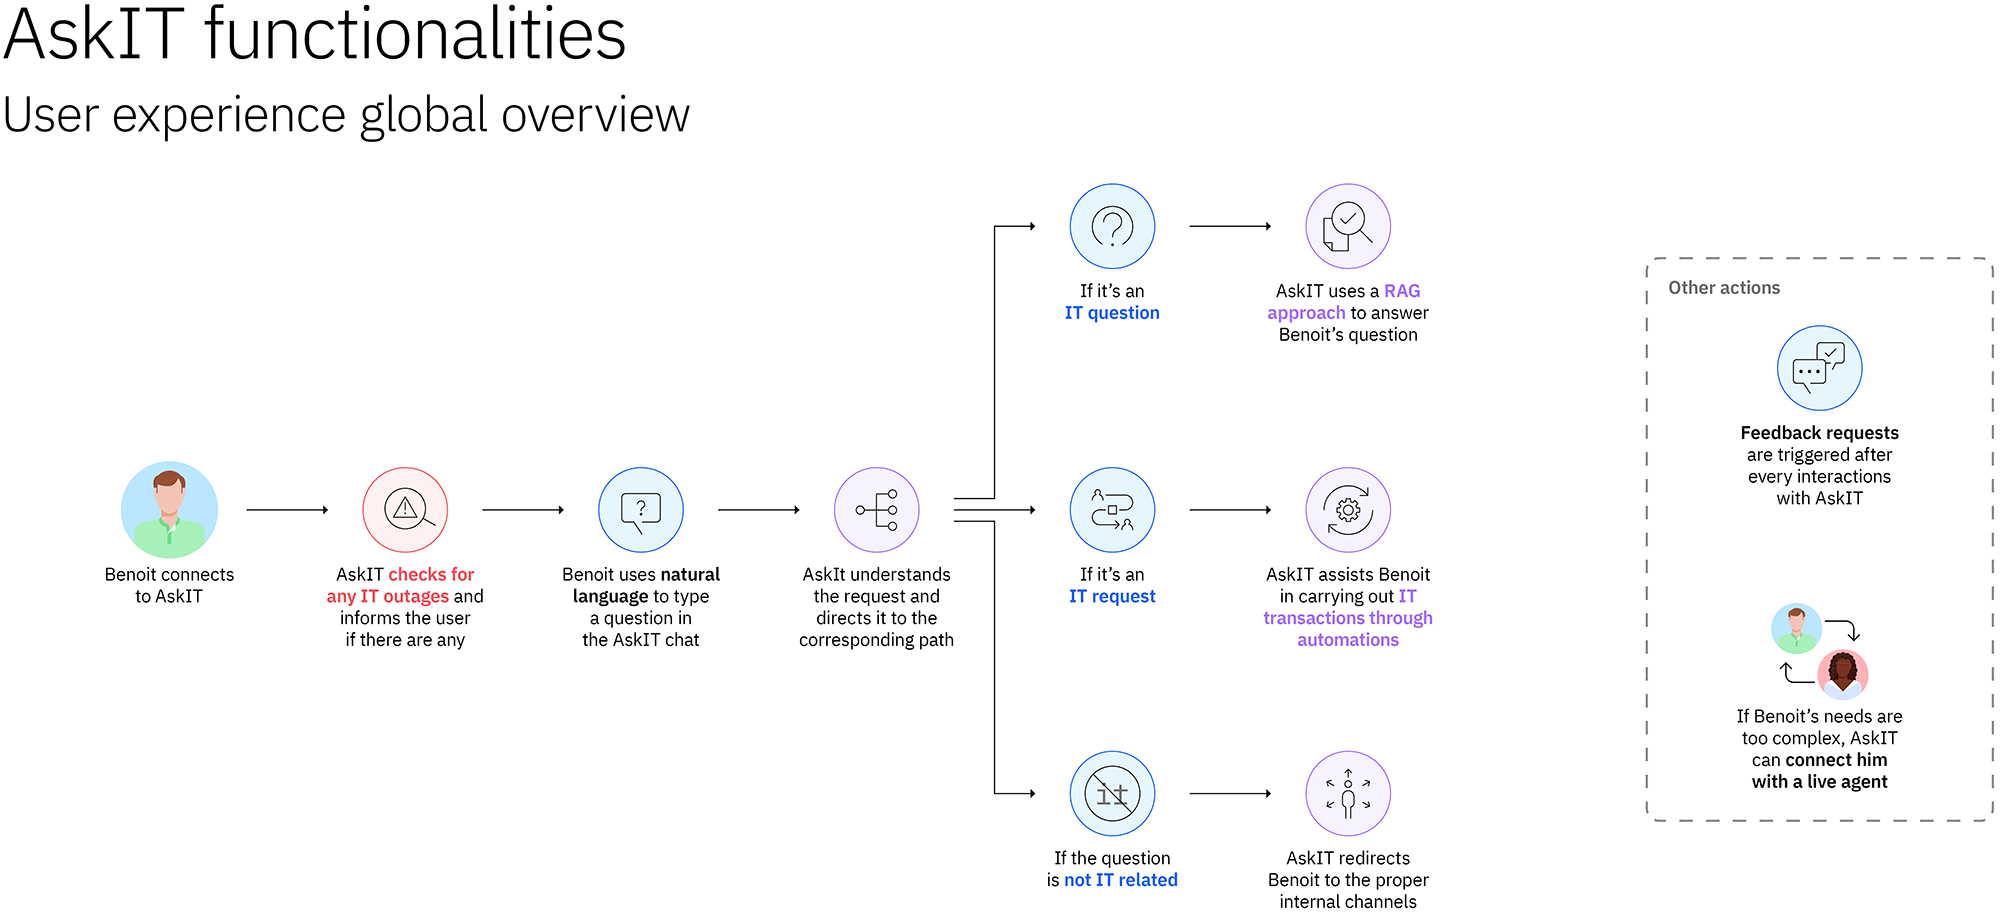 AskIT functionalities
User experience global overview
Benoit connects
to AskIT
AskIT checks for
any IT outages and
informs the user
if there are any
?
Benoit uses natural
language to type
a question in
the AskIT chat
AskIt understands
the request and
directs it to the
corresponding path
?
If it's an
IT question
AskIT uses a RAG
approach to answer
Benoit's question
If it's an
IT request
AskIT assists Benoit
in carrying out IT
transactions through
automations
it
If the question
is not IT related
AskIT redirects
Benoit to the proper
internal channels
Other actions
Feedback requests
are triggered after
every interactions
with AskIT
If Benoit's needs are
too complex, AskIT
can connect him
with a live agent